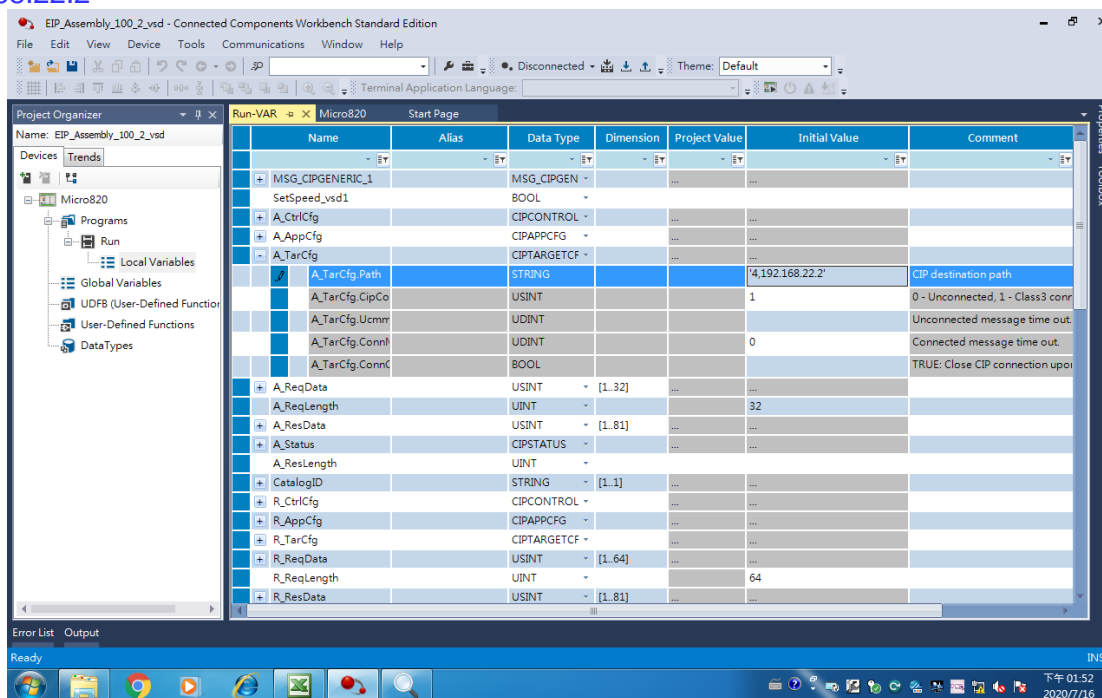 EIP_Assembly_100_2_vsd - Connected Components Workbench Standard Edition
File Edit View Device Tools Communications Window Help
Disconnected Theme: Default
Terminal Application Language:
Project Organizer
Name: EIP_Assembly_100_2_vsd
Devices Trends
Micro820
Programs
Run
Local Variables
Global Variables
UDFB (User-Defined Function
User-Defined Functions
DataTypes
Run-VAR Micro820 Start Page
Name Alias Data Type Dimension Project Value Initial Value Comment
MSG_CIPGENERIC_1 MSG_CIPGEN ... ...
SetSpeed_vsd1 BOOL
A_CtrlCfg CIPCONTROL ... ...
A_AppCfg CIPAPPCFG ... ...
A_TarCfg CIPTARGETCF ... ...
A_TarCfg.Path STRING '4,192.168.22.2' CIP destination path
A_TarCfg.CipCo USINT 1 0 - Unconnected, 1 - Class3 conr
A_TarCfg.Ucmm UDINT Unconnected message time out.
A_TarCfg.ConnM UDINT 0 Connected message time out.
A_TarCfg.ConnC BOOL TRUE: Close CIP connection upon
A_ReqData USINT [1..32] ... ...
A_ReqLength UINT 32
A_ResData USINT [1..81] ... ...
A_Status CIPSTATUS ... ...
A_ResLength UINT
CatalogID STRING [1..1] ... ...
R_CtrlCfg CIPCONTROL ... ...
R_AppCfg CIPAPPCFG ... ...
R_TarCfg CIPTARGETCF ... ...
R_ReqData USINT [1..64] ... ...
R_ReqLength UINT 64
R_ResData USINT [1..81] ... ...
Properties
Toolbox
Error List Output
Ready INS
下午 01:52
2020/7/16